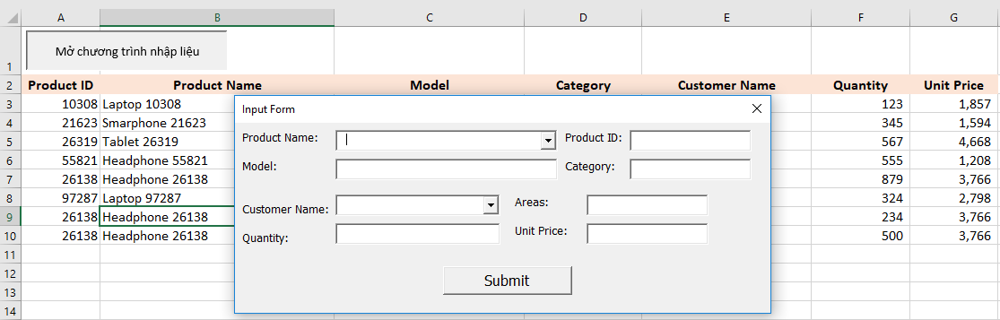 A B C D E F G
1 Mở chương trình nhập liệu
2 Product ID Product Name Model Category Customer Name Quantity Unit Price
3 10308 Laptop 10308 123 1,857
4 21623 Smarphone 21623 345 1,594
5 26319 Tablet 26319 567 4,668
6 55821 Headphone 55821 555 1,208
7 26138 Headphone 26138 879 3,766
8 97287 Laptop 97287 324 2,798
9 26138 Headphone 26138 234 3,766
10 26138 Headphone 26138 500 3,766
11
12
13
14
Input Form
Product Name: Product ID:
Model: Category:
Customer Name: Areas:
Quantity: Unit Price:
Submit